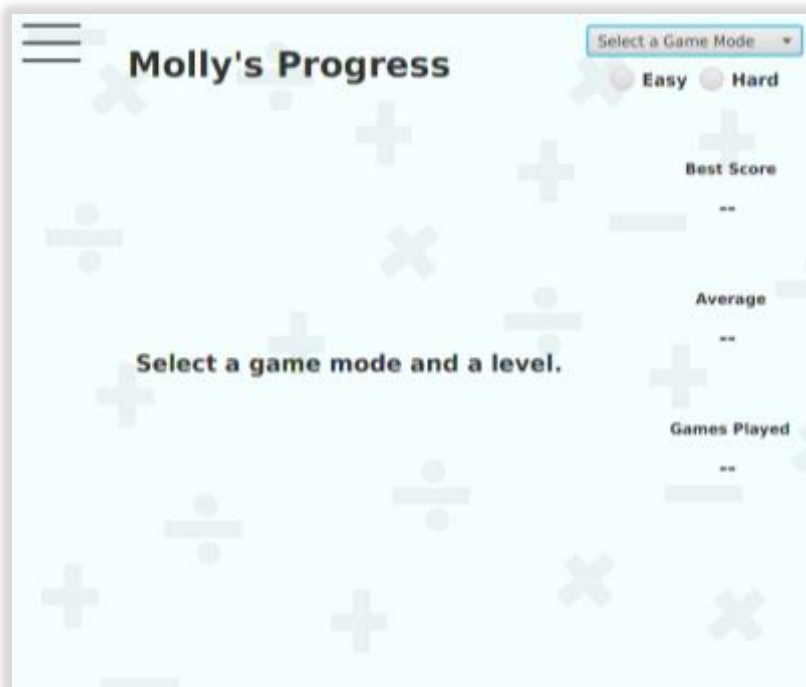 Molly's Progress
Select a Game Mode
Easy Hard
Best Score
--
Average
--
Select a game mode and a level.
Games Played
--